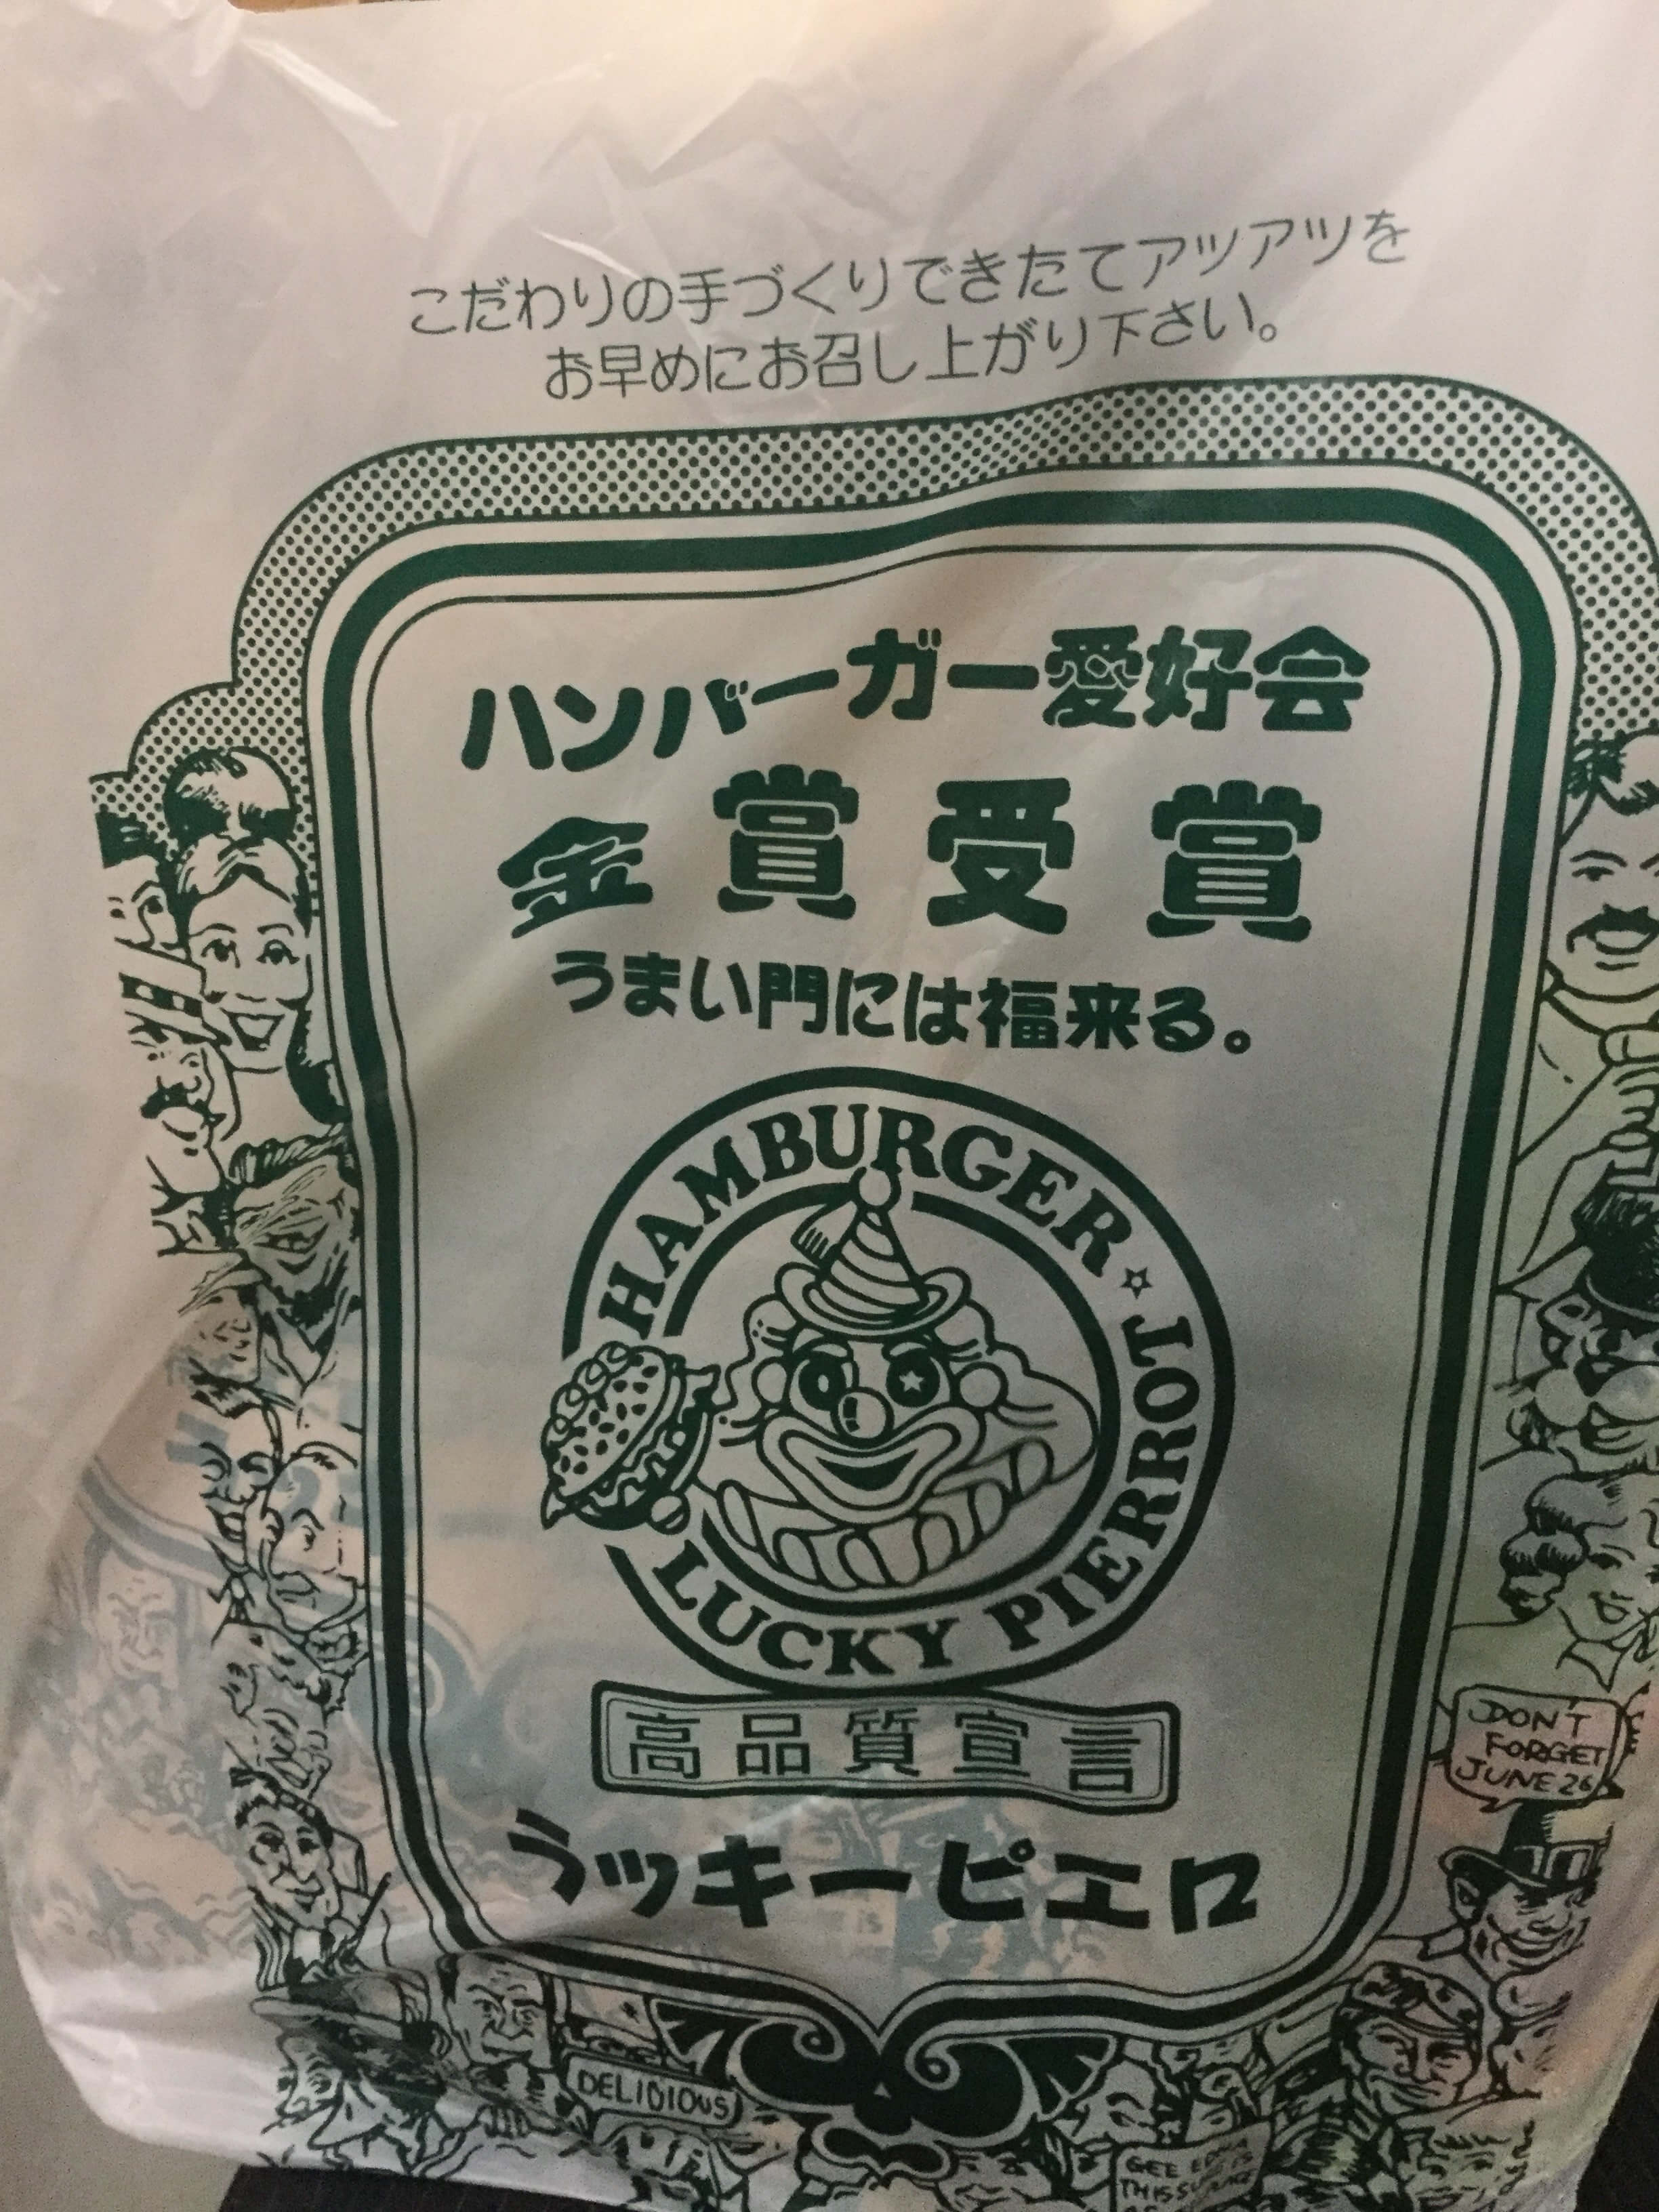 こだわりの手づくりできたてアツアツを
お早めにお召し上がり下さい。
ハンバーガー愛好会
金賞受賞
うまい門には福来る。
HAMBURGER ☆ LUCKY PIERROT
高品質宣言
ラッキーピエロ
DON'T
FORGET
JUNE 26
DELIDIOUS
GEE
THIS